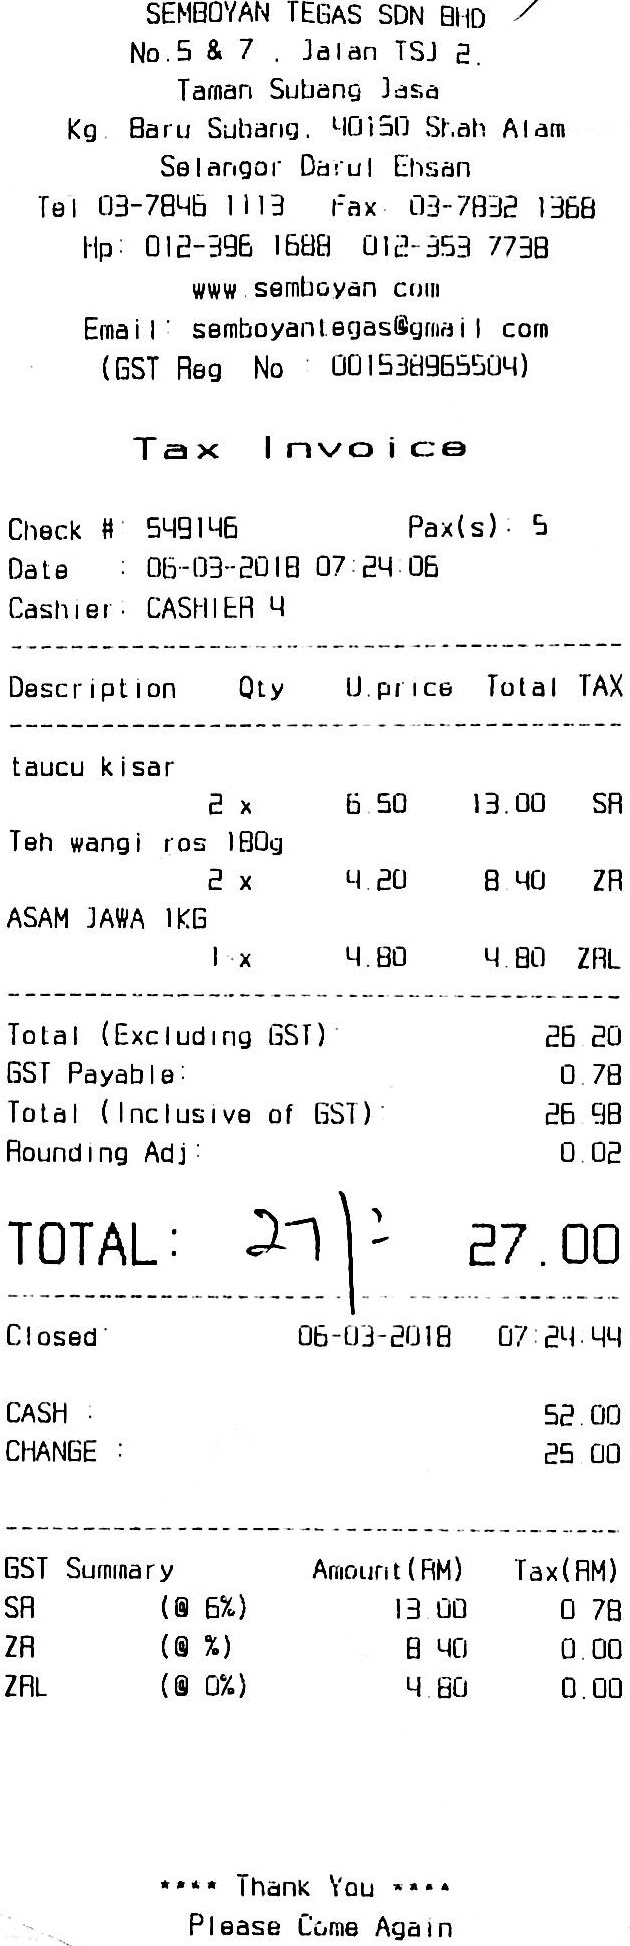 SEMBOYAN TEGAS SDN BHD
No.5 & 7 , Jalan TSJ 2,
Taman Subang Jasa
Kg. Baru Subang, 40150 Shah Alam
Selangor Darul Ehsan
Tel 03-7846 1113 Fax 03-7832 1368
Hp: 012-396 1688 012-353 7738
www.semboyan.com
Email: semboyantegas@gmail.com
(GST Reg No : 001538965504)
Tax Invoice
Check #: 549146 Pax(s): 5
Date : 06-03-2018 07:24:06
Cashier: CASHIER 4
Description Qty U.price Total TAX
taucu kisar
2 x 6.50 13.00 SR
Teh wangi ros 180g
2 x 4.20 8.40 ZR
ASAM JAWA 1KG
1 x 4.80 4.80 ZRL
Total (Excluding GST): 26.20
GST Payable: 0.78
Total (Inclusive of GST): 26.98
Rounding Adj: 0.02
TOTAL: 27/= 27.00
Closed: 06-03-2018 07:24:44
CASH : 52.00
CHANGE : 25.00
GST Summary Amount(RM) Tax(RM)
SR (@ 6%) 13.00 0.78
ZR (@ %) 8.40 0.00
ZRL (@ 0%) 4.80 0.00
**** Thank You ****
Please Come Again